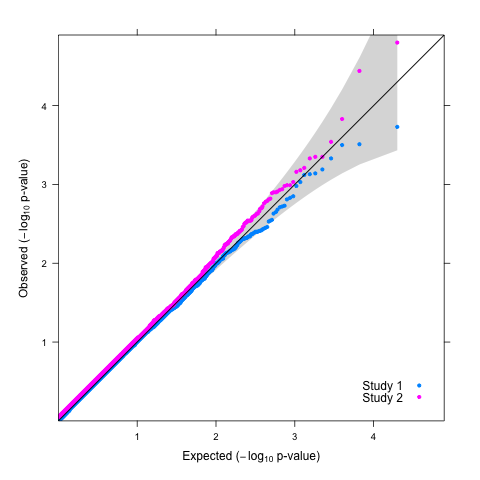 4
3
2
1
Observed (−log10 p-value)
Study 1
Study 2
1 2 3 4
Expected (−log10 p-value)